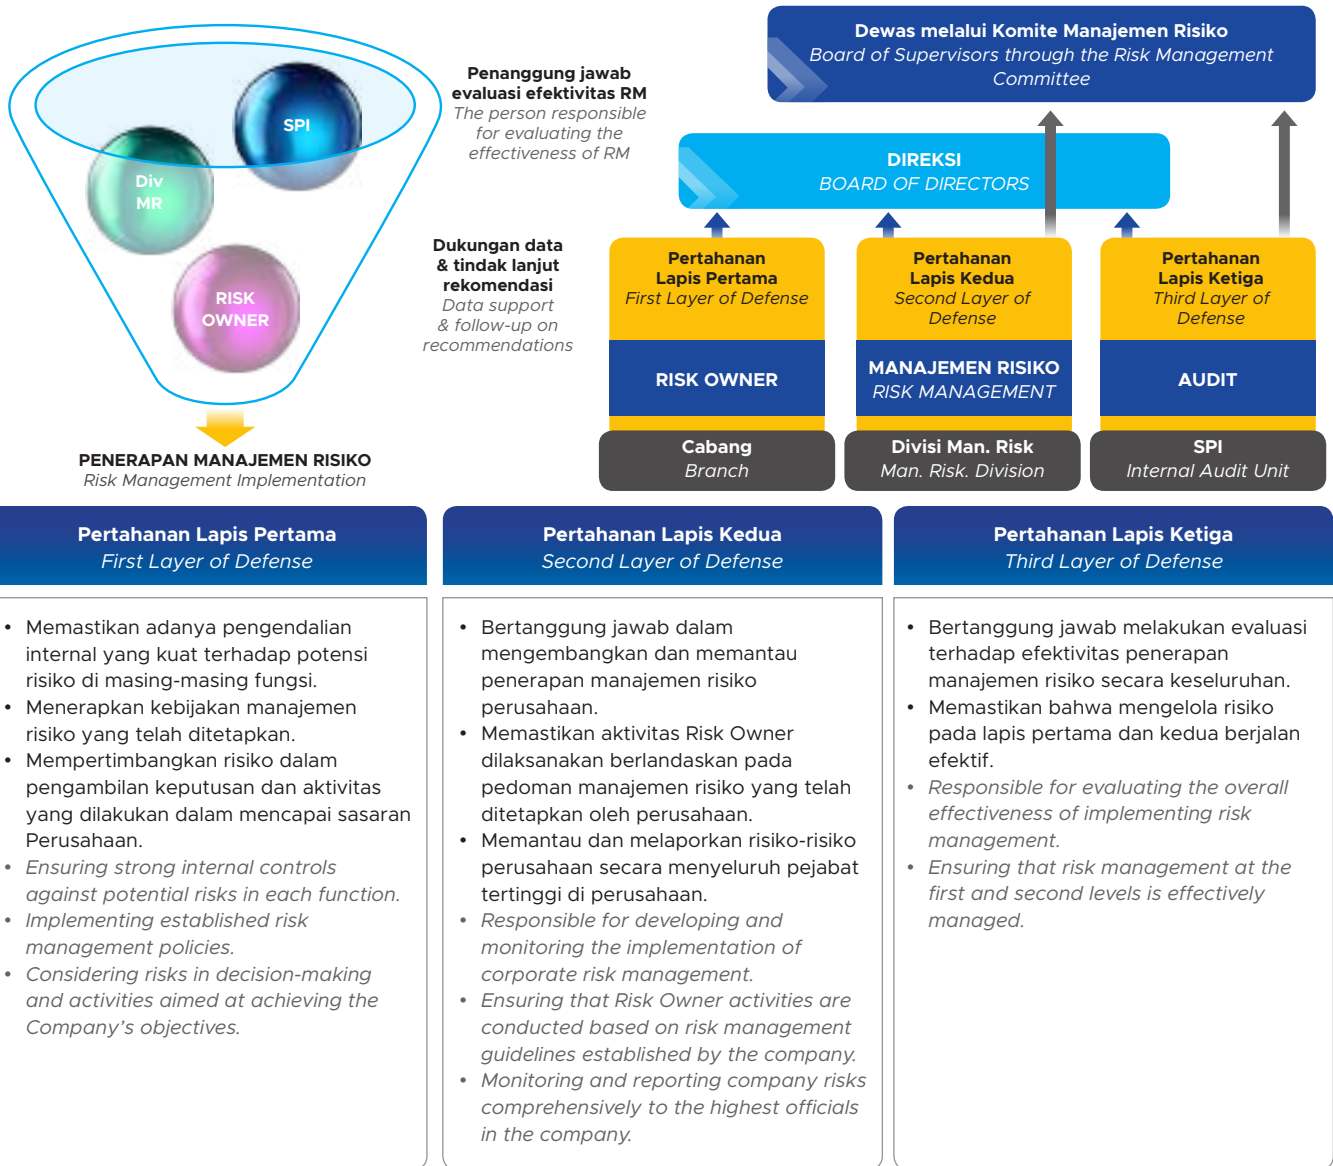 SPI
Div
MR
RISK
OWNER
PENERAPAN MANAJEMEN RISIKO
Risk Management Implementation
Penanggung jawab
evaluasi efektivitas RM
The person responsible
for evaluating the
effectiveness of RM
Dukungan data
& tindak lanjut
rekomendasi
Data support
& follow-up on
recommendations
Dewas melalui Komite Manajemen Risiko
Board of Supervisors through the Risk Management
Committee
DIREKSI
BOARD OF DIRECTORS
Pertahanan
Lapis Pertama
First Layer of Defense
RISK OWNER
Cabang
Branch
Pertahanan
Lapis Kedua
Second Layer of
Defense
MANAJEMEN RISIKO
RISK MANAGEMENT
Divisi Man. Risk
Man. Risk. Division
Pertahanan
Lapis Ketiga
Third Layer of
Defense
AUDIT
SPI
Internal Audit Unit
Pertahanan Lapis Pertama
First Layer of Defense
• Memastikan adanya pengendalian
internal yang kuat terhadap potensi
risiko di masing-masing fungsi.
• Menerapkan kebijakan manajemen
risiko yang telah ditetapkan.
• Mempertimbangkan risiko dalam
pengambilan keputusan dan aktivitas
yang dilakukan dalam mencapai sasaran
Perusahaan.
• Ensuring strong internal controls
against potential risks in each function.
• Implementing established risk
management policies.
• Considering risks in decision-making
and activities aimed at achieving the
Company's objectives.
Pertahanan Lapis Kedua
Second Layer of Defense
• Bertanggung jawab dalam
mengembangkan dan memantau
penerapan manajemen risiko
perusahaan.
• Memastikan aktivitas Risk Owner
dilaksanakan berlandaskan pada
pedoman manajemen risiko yang telah
ditetapkan oleh perusahaan.
• Memantau dan melaporkan risiko-risiko
perusahaan secara menyeluruh pejabat
tertinggi di perusahaan.
• Responsible for developing and
monitoring the implementation of
corporate risk management.
• Ensuring that Risk Owner activities are
conducted based on risk management
guidelines established by the company.
• Monitoring and reporting company risks
comprehensively to the highest officials
in the company.
Pertahanan Lapis Ketiga
Third Layer of Defense
• Bertanggung jawab melakukan evaluasi
terhadap efektivitas penerapan
manajemen risiko secara keseluruhan.
• Memastikan bahwa mengelola risiko
pada lapis pertama dan kedua berjalan
efektif.
• Responsible for evaluating the overall
effectiveness of implementing risk
management.
• Ensuring that risk management at the
first and second levels is effectively
managed.